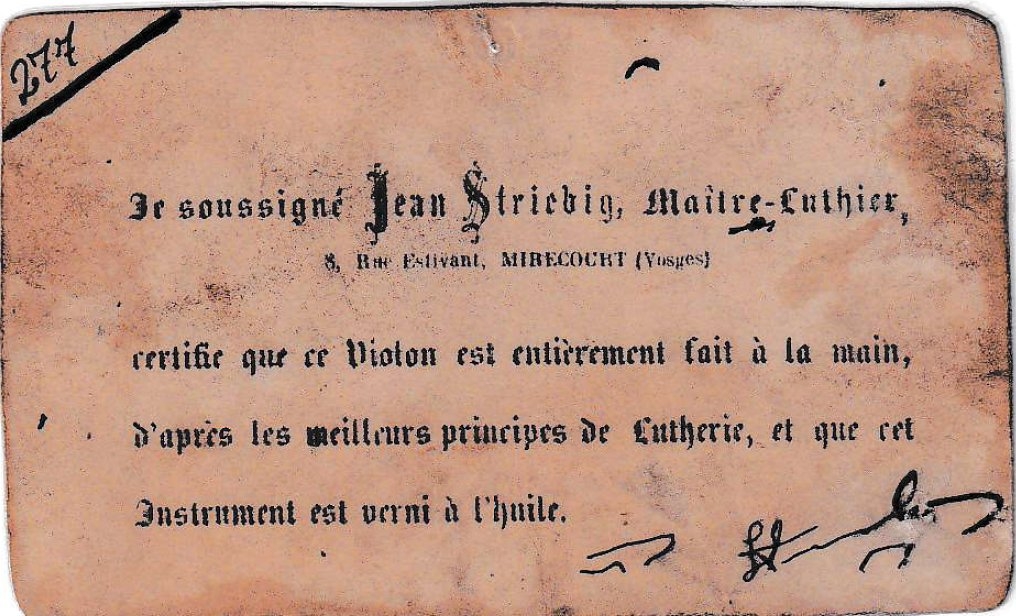 277
Je soussigné Jean Striebig, Maître-Luthier,
8, Rue Estivant, MIRECOURT (Vosges)
certifie que ce Violon est entièrement fait à la main,
d'après les meilleurs principes de Lutherie, et que cet
Instrument est verni à l'huile.